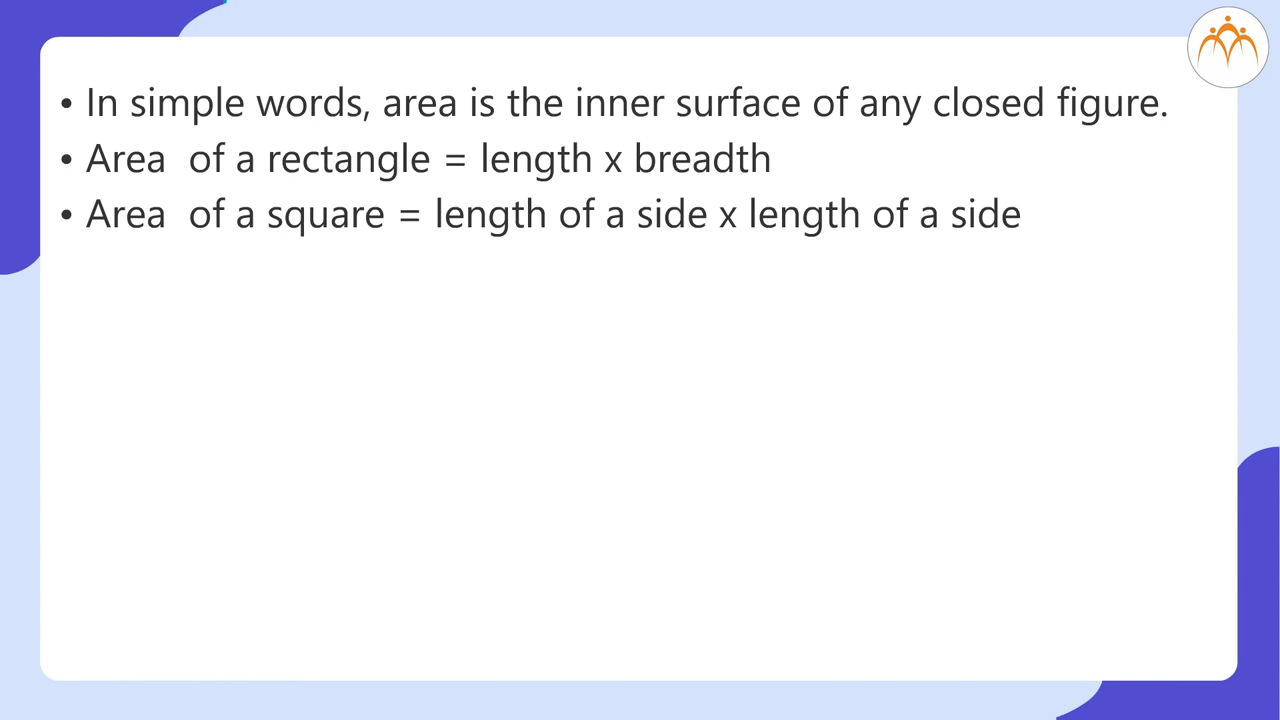 • In simple words, area is the inner surface of any closed figure.
• Area  of a rectangle = length x breadth
• Area  of a square = length of a side x length of a side